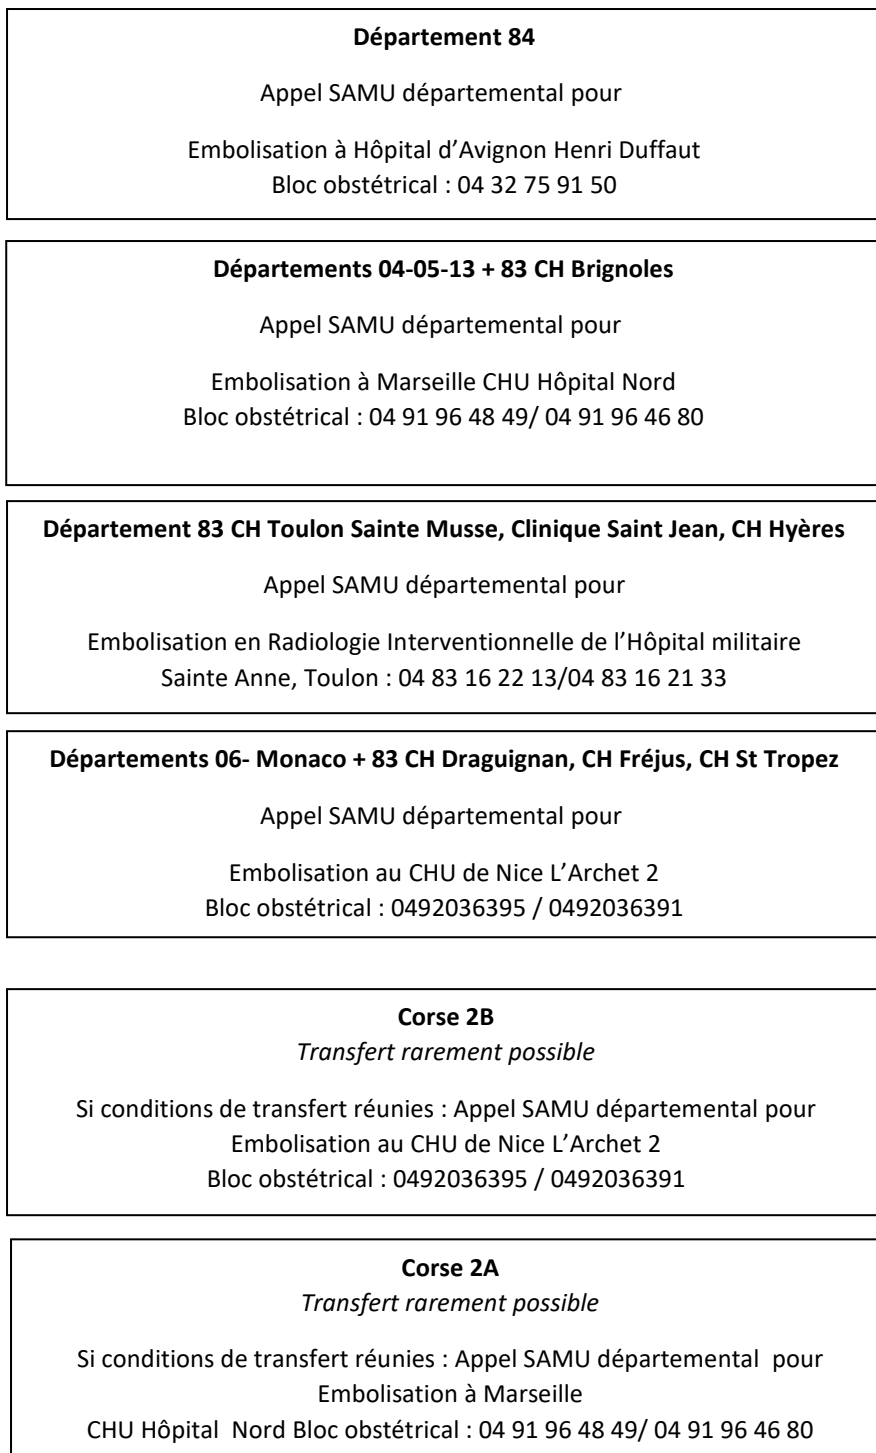 Département 84
Appel SAMU départemental pour
Embolisation à Hôpital d’Avignon Henri Duffaut
Bloc obstétrical : 04 32 75 91 50
Départements 04-05-13 + 83 CH Brignoles
Appel SAMU départemental pour
Embolisation à Marseille CHU Hôpital Nord
Bloc obstétrical : 04 91 96 48 49/ 04 91 96 46 80
Département 83 CH Toulon Sainte Musse, Clinique Saint Jean, CH Hyères
Appel SAMU départemental pour
Embolisation en Radiologie Interventionnelle de l’Hôpital militaire
Sainte Anne, Toulon : 04 83 16 22 13/04 83 16 21 33
Départements 06- Monaco + 83 CH Draguignan, CH Fréjus, CH St Tropez
Appel SAMU départemental pour
Embolisation au CHU de Nice L’Archet 2
Bloc obstétrical : 0492036395 / 0492036391
Corse 2B
Transfert rarement possible
Si conditions de transfert réunies : Appel SAMU départemental pour
Embolisation au CHU de Nice L’Archet 2
Bloc obstétrical : 0492036395 / 0492036391
Corse 2A
Transfert rarement possible
Si conditions de transfert réunies : Appel SAMU départemental  pour
Embolisation à Marseille
CHU Hôpital  Nord Bloc obstétrical : 04 91 96 48 49/ 04 91 96 46 80